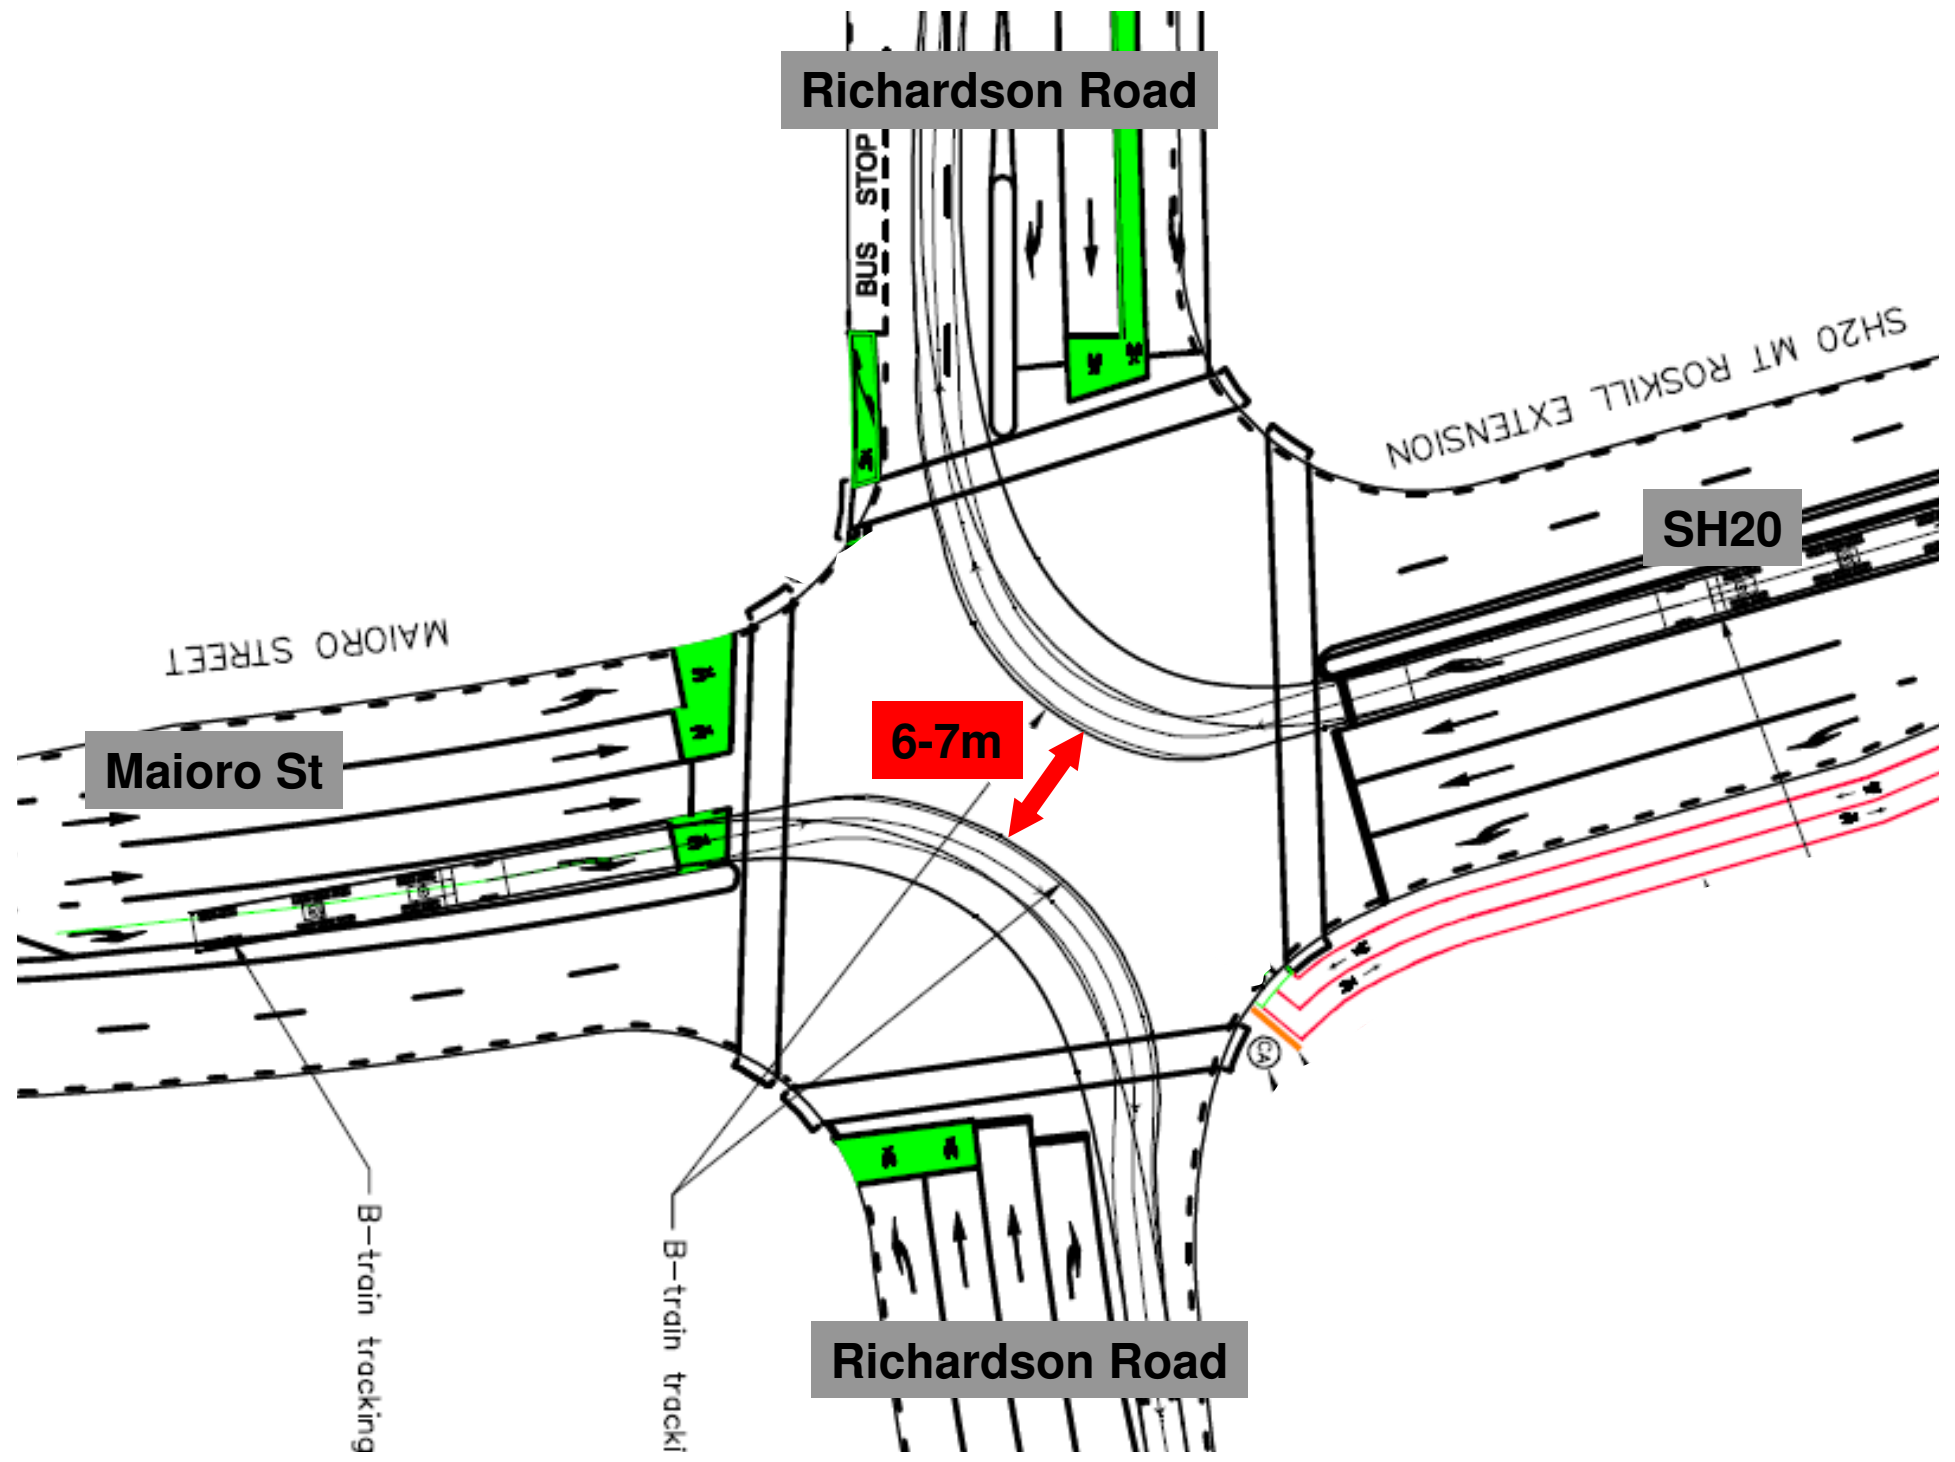 Richardson Road
BUS STOP
SH20 MT ROSKILL EXTENSION
SH20
MAIORO STREET
6-7m
Maioro St
CA
B-train tracking
B-train tracki
Richardson Road